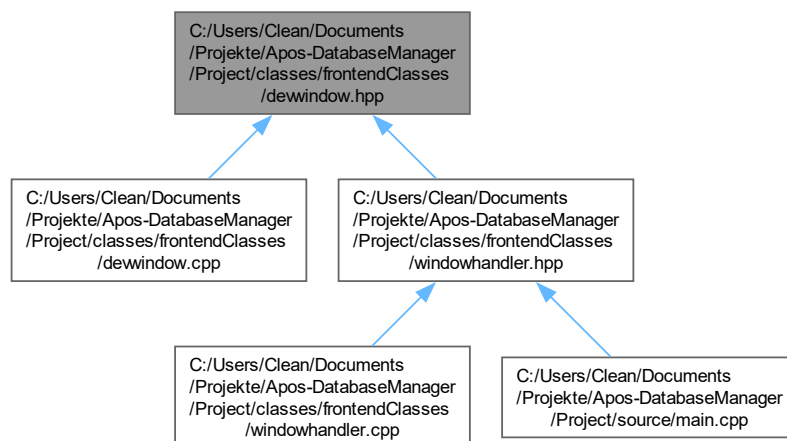 C:/Users/Clean/Documents
/Projekte/Apos-DatabaseManager
/Project/classes/frontendClasses
/dewwindow.hpp
C:/Users/Clean/Documents
/Projekte/Apos-DatabaseManager
/Project/classes/frontendClasses
/dewwindow.cpp
C:/Users/Clean/Documents
/Projekte/Apos-DatabaseManager
/Project/classes/frontendClasses
/windowhandler.hpp
C:/Users/Clean/Documents
/Projekte/Apos-DatabaseManager
/Project/classes/frontendClasses
/windowhandler.cpp
C:/Users/Clean/Documents
/Projekte/Apos-DatabaseManager
/Project/source/main.cpp